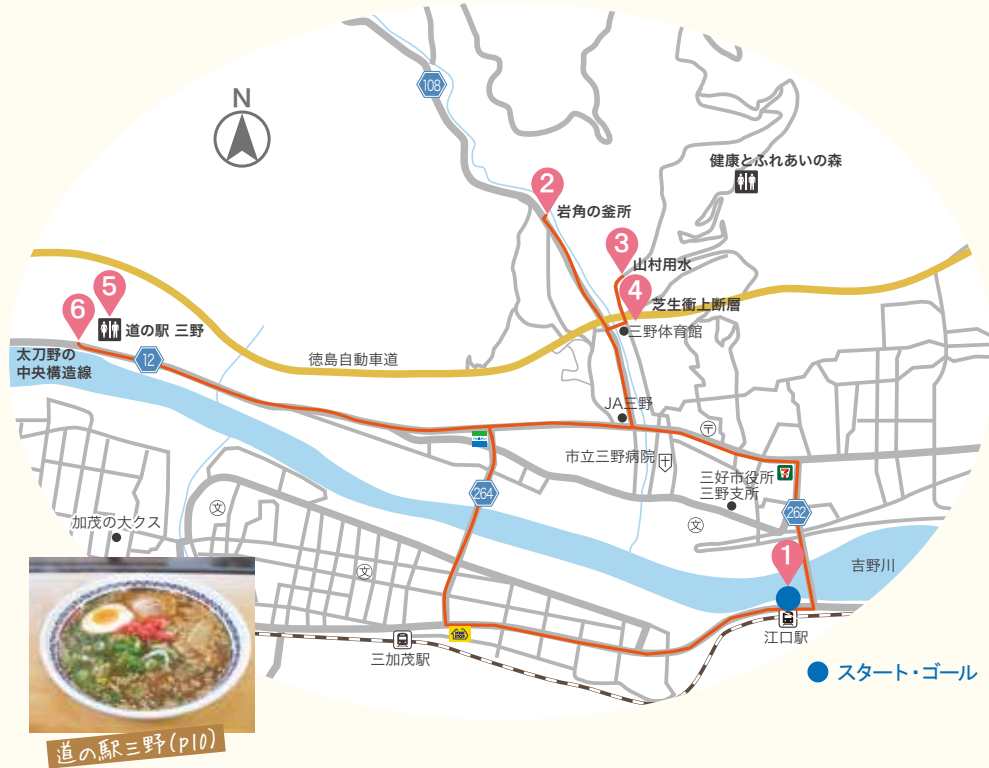 N
108
健康とふれあいの森
2
岩角の釜所
3
山村用水
4
芝生衝上断層
三野体育館
5
6
道の駅 三野
太刀野の
中央構造線
12
徳島自動車道
JA三野
〒
市立三野病院
三好市役所
三野支所
264
262
文
文
文
加茂の大クス
1
吉野川
江口駅
三加茂駅
スタート・ゴール
道の駅三野(p10)